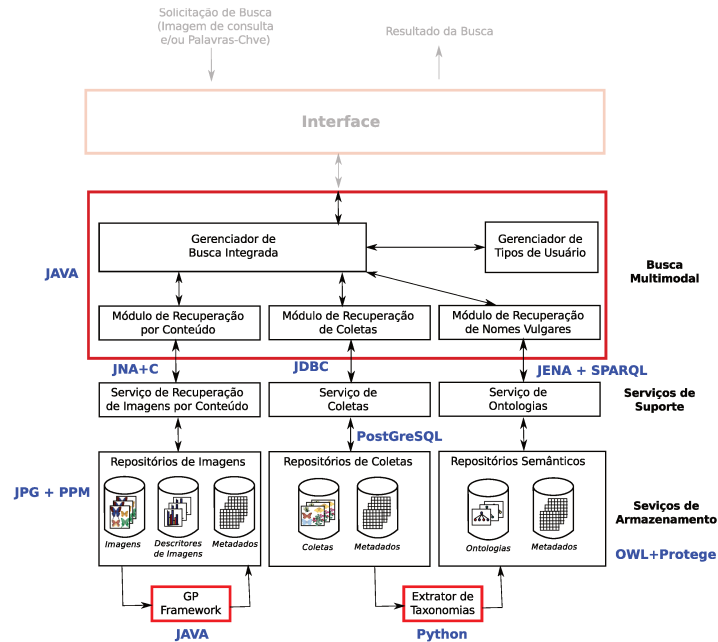 Solicitação de Busca
(Imagem de consulta
e/ou Palavras-Chve)
Resultado da Busca
Interface
Gerenciador de
Busca Integrada
Gerenciador de
Tipos de Usuário
JAVA
Busca
Multimodal
Módulo de Recuperação
por Conteúdo
Módulo de Recuperação
de Coletas
Módulo de Recuperação
de Nomes Vulgares
JNA+C
JDBC
JENA + SPARQL
Serviço de Recuperação
de Imagens por Conteúdo
Serviço de
Coletas
Serviço de
Ontologias
Serviços de
Suporte
PostGreSQL
Repositórios de Imagens
Repositórios de Coletas
Repositórios Semânticos
JPG + PPM
Imagens
Descritores
de Imagens
Metadados
Coletas
Metadados
Ontologias
Metadados
Seviços de
Armazenamento
OWL+Protege
GP
Framework
Extrator de
Taxonomias
JAVA
Python